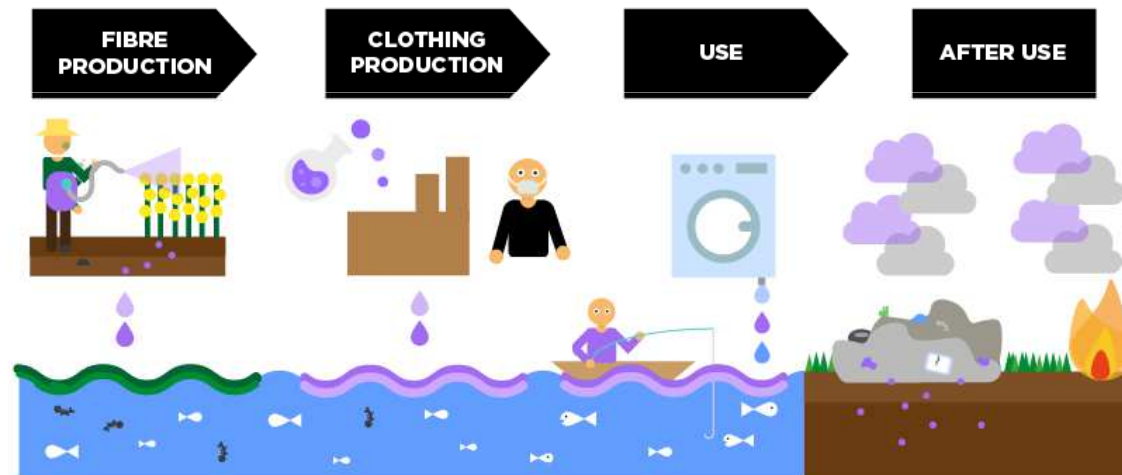 FIBRE
PRODUCTION
CLOTHING
PRODUCTION
USE
AFTER USE